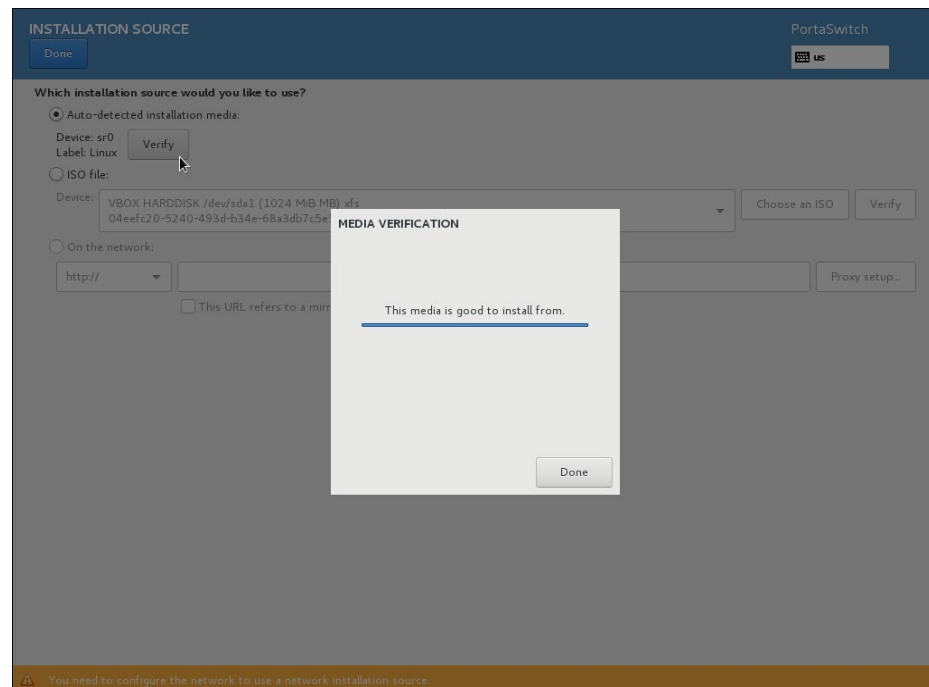 INSTALLATION SOURCE
PortaSwitch
Done
us
Which installation source would you like to use?
Auto-detected installation media:
Device: sr0
Label: Linux
Verify
ISO file:
Device:
VBOX HARDDISK /dev/sda1 (1024 MiB MB) xfs
04eefc20-5240-493d-b34e-68a3db7c5e
Choose an ISO
Verify
MEDIA VERIFICATION
On the network:
http://
Proxy setup...
This URL refers to a mirr
This media is good to install from.
Done
You need to configure the network to use a network installation source.